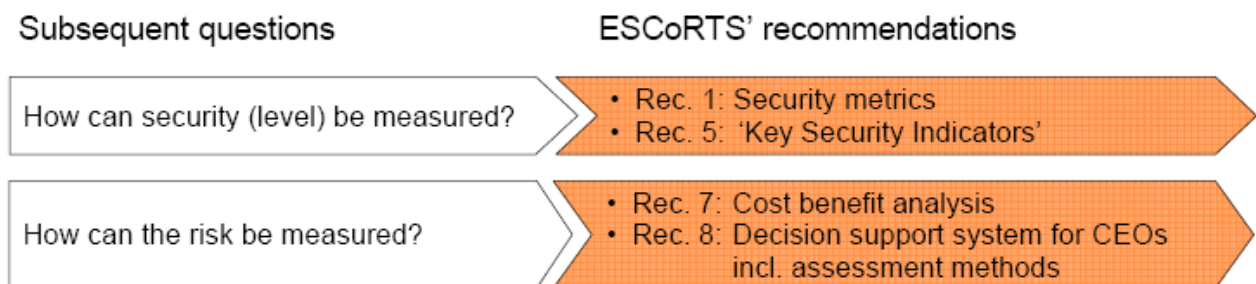 Subsequent questions
ESCoRTS’ recommendations
How can security (level) be measured?
• Rec. 1: Security metrics
• Rec. 5: ‘Key Security Indicators’
How can the risk be measured?
• Rec. 7: Cost benefit analysis
• Rec. 8: Decision support system for CEOs
incl. assessment methods